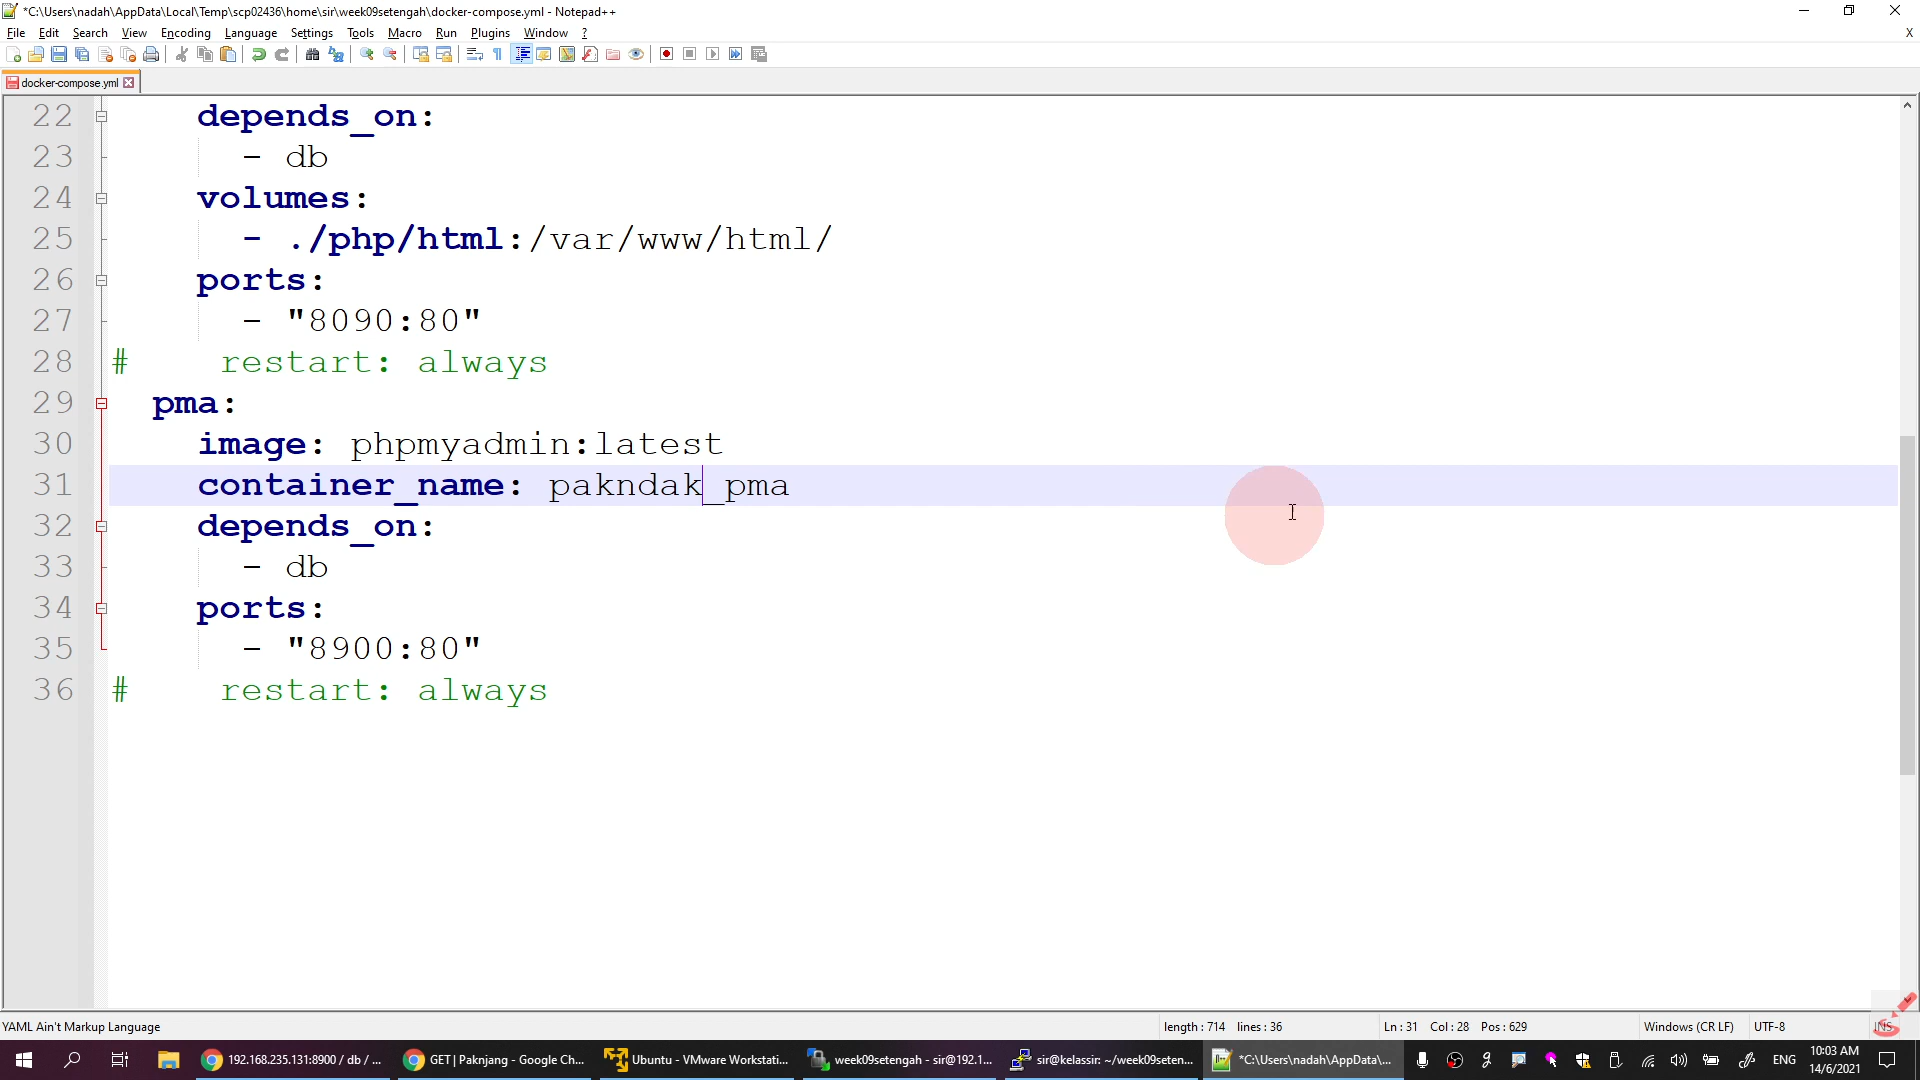 *C:\Users\nadah\AppData\Local\Temp\scp02436\home\sir\week09setengah\docker-compose.yml - Notepad++
File Edit Search View Encoding Language Settings Tools Macro Run Plugins Window ? X
docker-compose.yml
22 depends_on:
23 - db
24 volumes:
25 - ./php/html:/var/www/html/
26 ports:
27 - "8090:80"
28 # restart: always
29 pma:
30 image: phpmyadmin:latest
31 container_name: pakndak_pma
32 depends_on:
33 - db
34 ports:
35 - "8900:80"
36 # restart: always
YAML Ain't Markup Language length : 714 lines : 36 Ln : 31 Col : 28 Pos : 629 Windows (CR LF) UTF-8 INS
192.168.235.131:8900 / db / ... GET | Paknjang - Google Ch... Ubuntu - VMware Workstati... week09setengah - sir@192.1... sir@kelassir: ~/week09seten... *C:\Users\nadah\AppData\... ENG 10:03 AM
14/6/2021